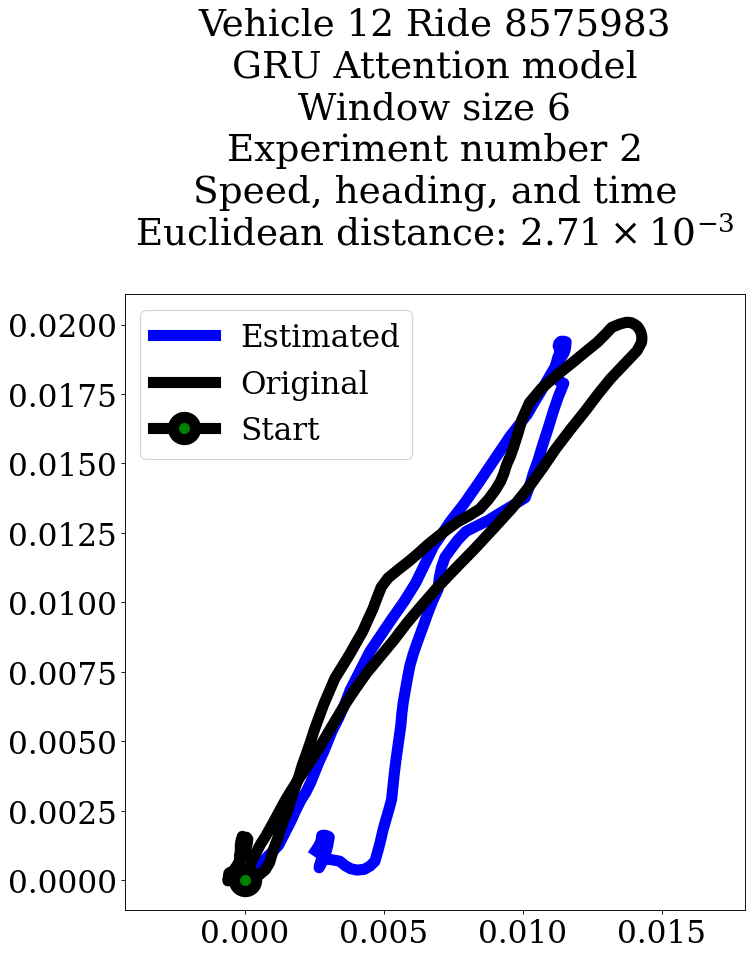 Vehicle 12 Ride 8575983
GRU Attention model
Window size 6
Experiment number 2
Speed, heading, and time
Euclidean distance: 2.71 × 10⁻³
Estimated
Original
Start
0.0200
0.0175
0.0150
0.0125
0.0100
0.0075
0.0050
0.0025
0.0000
0.000 0.005 0.010 0.015